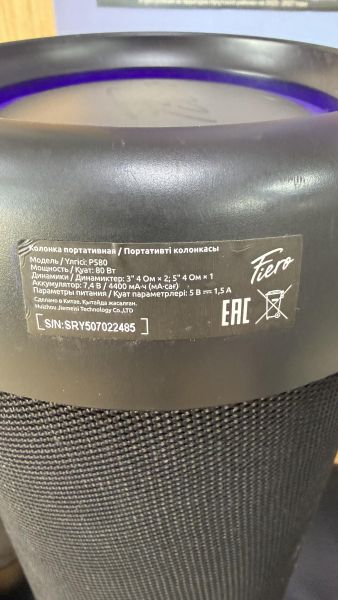 Колонка портативная / Портативті колонкасы
Модель / Үлгісі: PS80
Мощность / Қуат: 80 Вт
Динамики / Динамиктер: 3" 4 Ом × 2; 5" 4 Ом × 1
Аккумулятор: 7,4 В / 4400 мА·ч (мА·сағ)
Параметры питания / Қуат параметрлері: 5 В ⎓ 1,5 А
Сделано в Китае. Қытайда жасалған.
Huizhou Jiemeisi Technology Co.,LTD
S/N:SRY507022485
Fiero
EAC